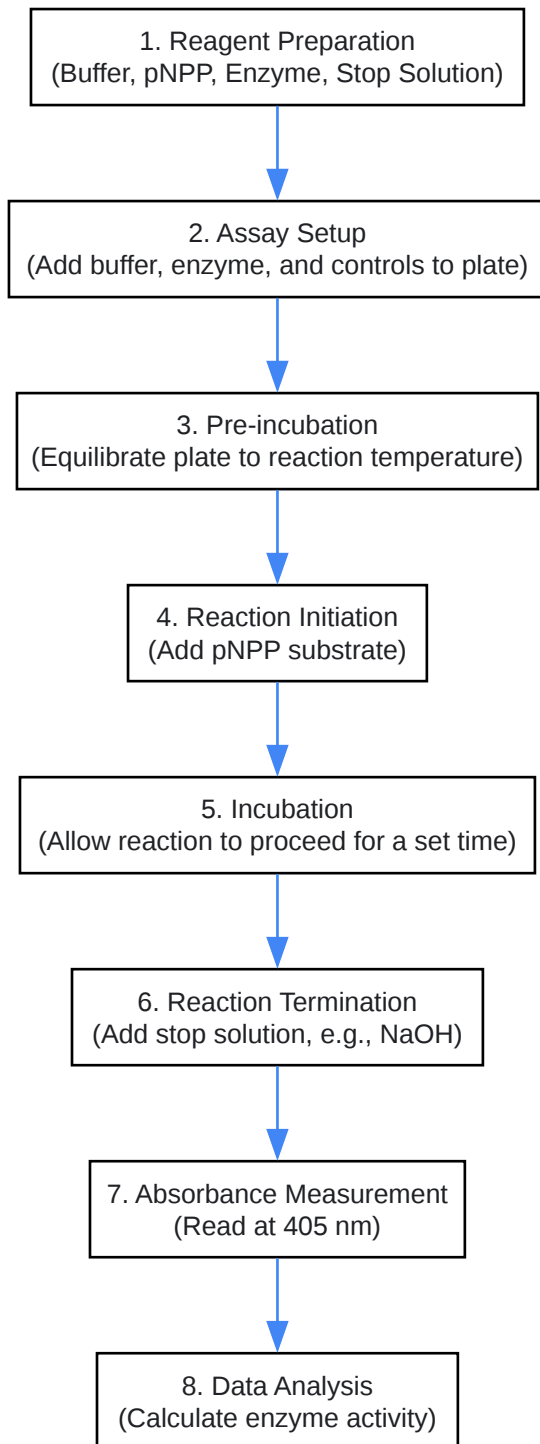 1. Reagent Preparation
(Buffer, pNPP, Enzyme, Stop Solution)
2. Assay Setup
(Add buffer, enzyme, and controls to plate)
3. Pre-incubation
(Equilibrate plate to reaction temperature)
4. Reaction Initiation
(Add pNPP substrate)
5. Incubation
(Allow reaction to proceed for a set time)
6. Reaction Termination
(Add stop solution, e.g., NaOH)
7. Absorbance Measurement
(Read at 405 nm)
8. Data Analysis
(Calculate enzyme activity)